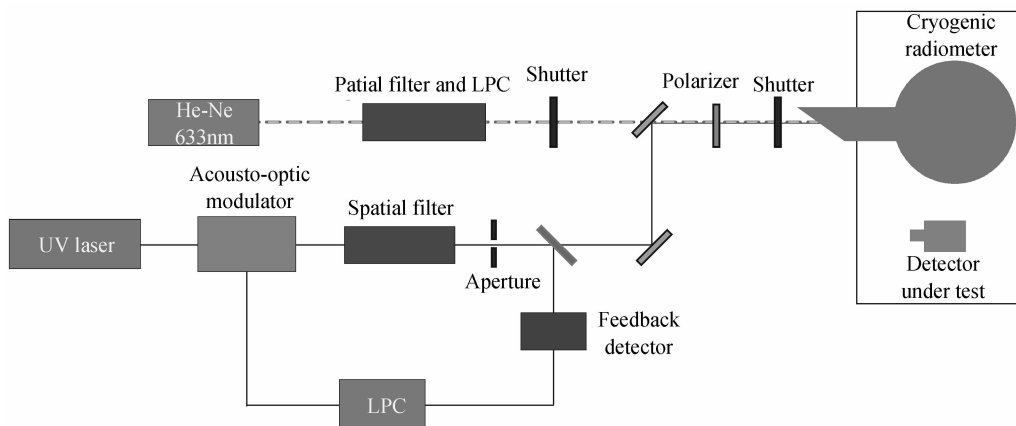 Cryogenic
radiometer
Patial filter and LPC
Shutter
Polarizer
Shutter
He-Ne
633nm
Acousto-optic
modulator
Spatial filter
UV laser
Aperture
Detector
under test
Feedback
detector
LPC